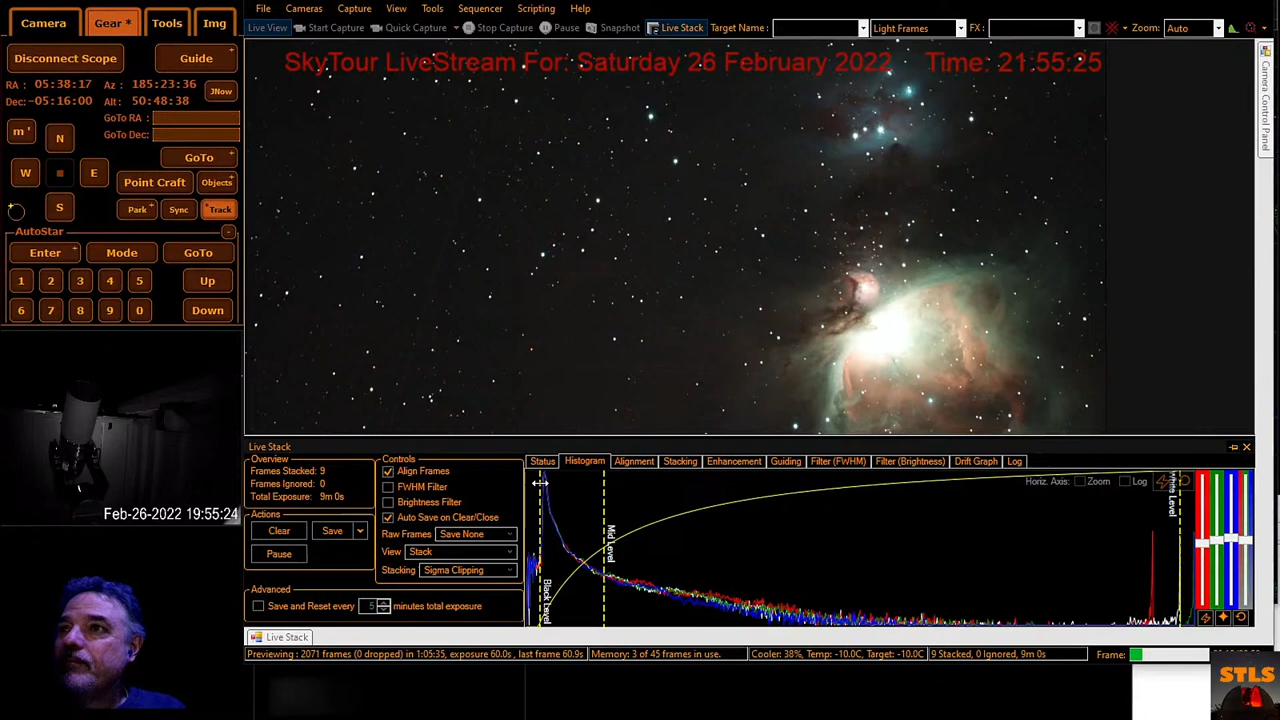 Camera Gear * Tools Img
Disconnect Scope Guide
RA : 05:38:17 Az : 185:23:36
Dec:-05:16:00 Alt : 50:48:38 JNow
GoTo RA :
m ' N GoTo Dec:
GoTo
W E Point Craft Objects
S Park Sync Track
AutoStar -
Enter Mode GoTo
1 2 3 4 5 Up
6 7 8 9 0 Down
Feb-26-2022 19:55:24
File Cameras Capture View Tools Sequencer Scripting Help
Live View Start Capture Quick Capture Stop Capture Pause Snapshot Live Stack Target Name : Light Frames FX : Zoom: Auto
SkyTour LiveStream For: Saturday 26 February 2022 Time: 21:55:25
Camera Control Panel
Live Stack
Overview
Frames Stacked: 9
Frames Ignored: 0
Total Exposure: 9m 0s
Actions
Clear Save
Pause
Controls
Align Frames
FWHM Filter
Brightness Filter
Auto Save on Clear/Close
Raw Frames Save None
View Stack
Stacking Sigma Clipping
Advanced
Save and Reset every 5 minutes total exposure
Status Histogram Alignment Stacking Enhancement Guiding Filter (FWHM) Filter (Brightness) Drift Graph Log
Horiz. Axis: Zoom Log
Black Level
Mid Level
White Level
Live Stack
Previewing : 2071 frames (0 dropped) in 1:05:35, exposure 60.0s , last frame 60.9s Memory: 3 of 45 frames in use. Cooler: 38%, Temp: -10.0C, Target: -10.0C 9 Stacked, 0 Ignored, 9m 0s Frame:
STLS